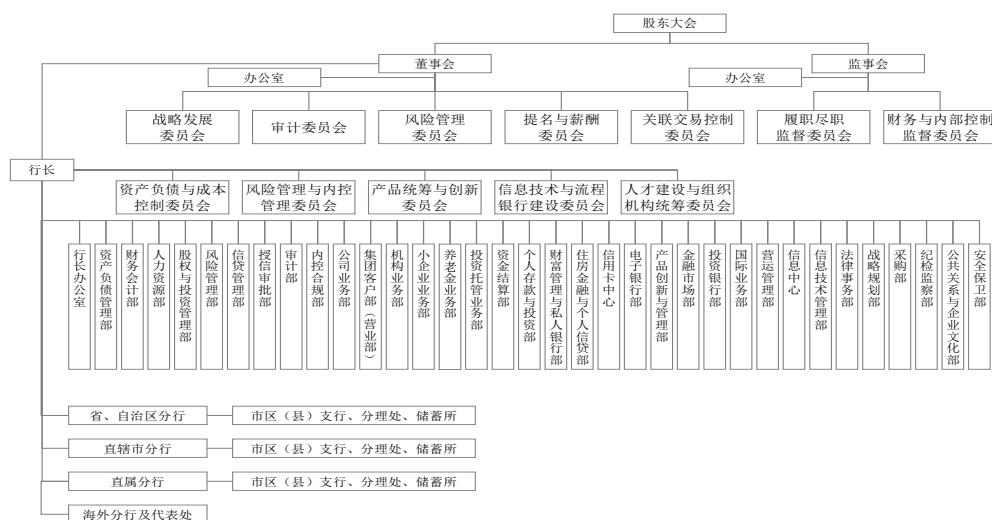 股东大会
董事会
监事会
办公室
办公室
战略发展
委员会
审计委员会
风险管理
委员会
提名与薪酬
委员会
关联交易控制
委员会
履职尽职
监督委员会
财务与内部控制
监督委员会
行长
资产负债与成本
控制委员会
风险管理与内控
管理委员会
产品统筹与创新
委员会
信息技术与流程
银行建设委员会
人才建设与组织
机构统筹委员会
行长办公室
资产负债管理部
财务会计部
人力资源部
股权与投资管理部
风险管理部
信贷管理部
授信审批部
审计部
内控合规部
公司业务部
集团客户部（营业部）
机构业务部
小企业业务部
养老金业务部
投资托管业务部
资金结算部
个人存款与投资部
财富管理与私人银行部
住房金融与个人信贷部
信用卡中心
电子银行部
产品创新与管理部
金融市场部
投资银行部
国际业务部
营运管理部
信息中心
信息技术管理部
法律事务部
战略规划部
采购部
纪检监察部
公共关系与企业文化部
安全保卫部
省、自治区分行
市区（县）支行、分理处、储蓄所
直辖市分行
市区（县）支行、分理处、储蓄所
直属分行
市区（县）支行、分理处、储蓄所
海外分行及代表处